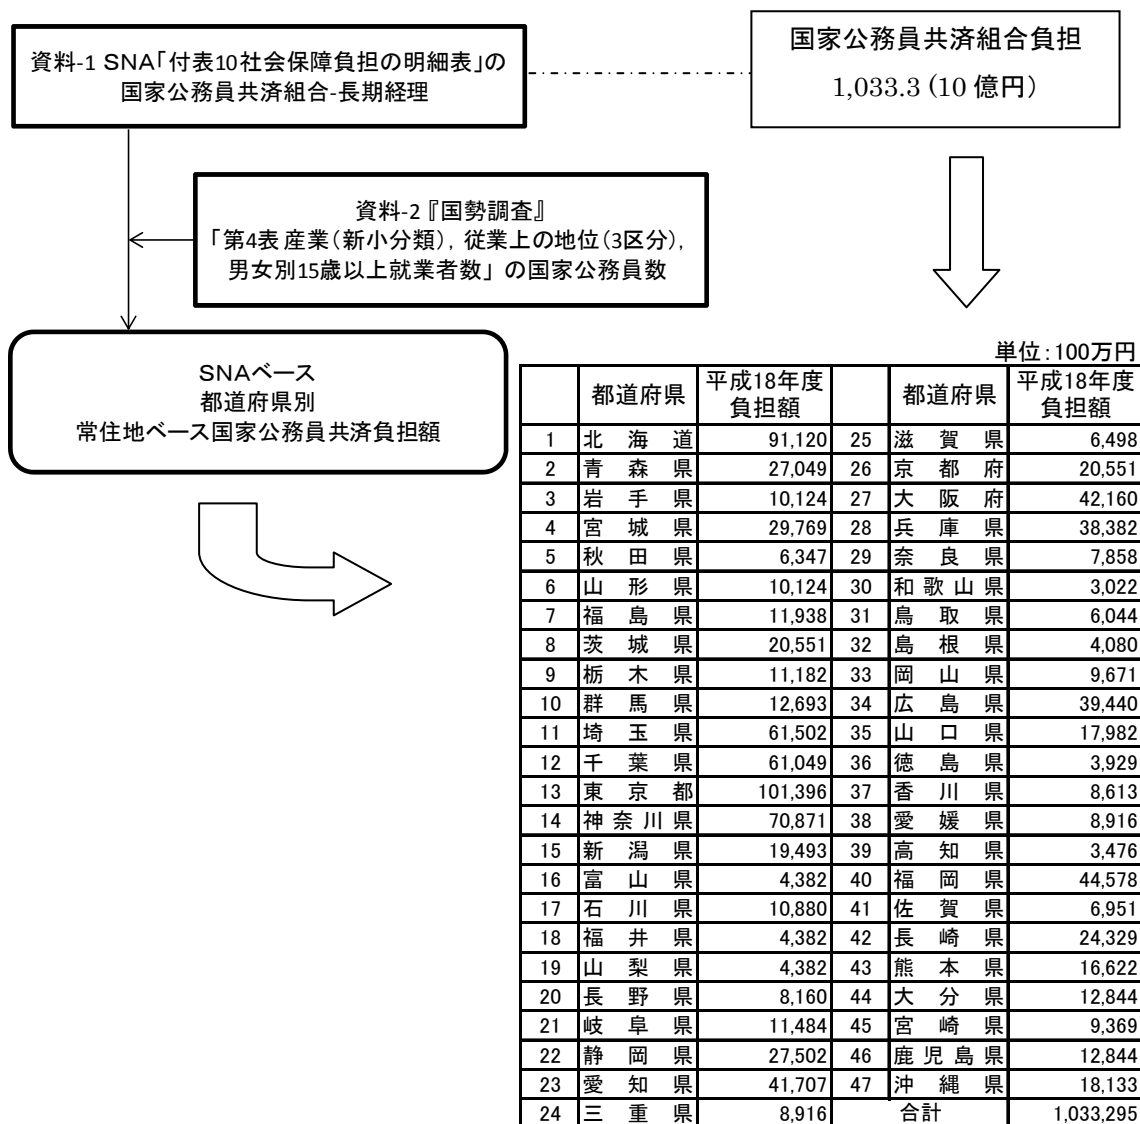 資料-1 SNA「付表10社会保障負担の明細表」の
国家公務員共済組合-長期経理
国家公務員共済組合負担
1,033.3 (10 億円)
資料-2『国勢調査』
「第4表 産業(新小分類), 従業上の地位(3区分),
男女別15歳以上就業者数」の国家公務員数
SNAベース
都道府県別
常住地ベース国家公務員共済負担額
単位:100万円
都道府県 平成18年度負担額 都道府県 平成18年度負担額
1 北海道 91,120 25 滋賀県 6,498
2 青森県 27,049 26 京都府 20,551
3 岩手県 10,124 27 大阪府 42,160
4 宮城県 29,769 28 兵庫県 38,382
5 秋田県 6,347 29 奈良県 7,858
6 山形県 10,124 30 和歌山県 3,022
7 福島県 11,938 31 鳥取県 6,044
8 茨城県 20,551 32 島根県 4,080
9 栃木県 11,182 33 岡山県 9,671
10 群馬県 12,693 34 広島県 39,440
11 埼玉県 61,502 35 山口県 17,982
12 千葉県 61,049 36 徳島県 3,929
13 東京都 101,396 37 香川県 8,613
14 神奈川県 70,871 38 愛媛県 8,916
15 新潟県 19,493 39 高知県 3,476
16 富山県 4,382 40 福岡県 44,578
17 石川県 10,880 41 佐賀県 6,951
18 福井県 4,382 42 長崎県 24,329
19 山梨県 4,382 43 熊本県 16,622
20 長野県 8,160 44 大分県 12,844
21 岐阜県 11,484 45 宮崎県 9,369
22 静岡県 27,502 46 鹿児島県 12,844
23 愛知県 41,707 47 沖縄県 18,133
24 三重県 8,916 合計 1,033,295